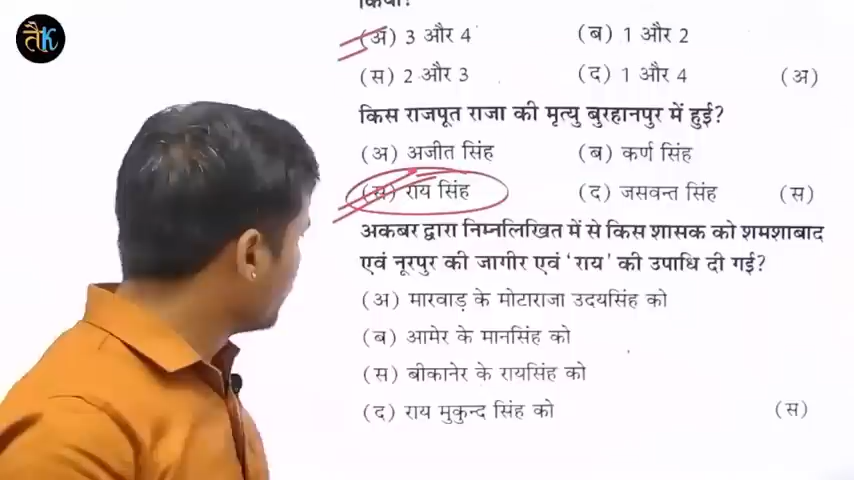 तैK
(अ) 3 और 4 (ब) 1 और 2
(स) 2 और 3 (द) 1 और 4 (अ)
किस राजपूत राजा की मृत्यु बुरहानपुर में हुई?
(अ) अजीत सिंह (ब) कर्ण सिंह
(स) राय सिंह (द) जसवन्त सिंह (स)
अकबर द्वारा निम्नलिखित में से किस शासक को शमशाबाद
एवं नूरपुर की जागीर एवं ‘राय’ की उपाधि दी गई?
(अ) मारवाड़ के मोटाराजा उदयसिंह को
(ब) आमेर के मानसिंह को
(स) बीकानेर के रायसिंह को
(द) राय मुकुन्द सिंह को (स)